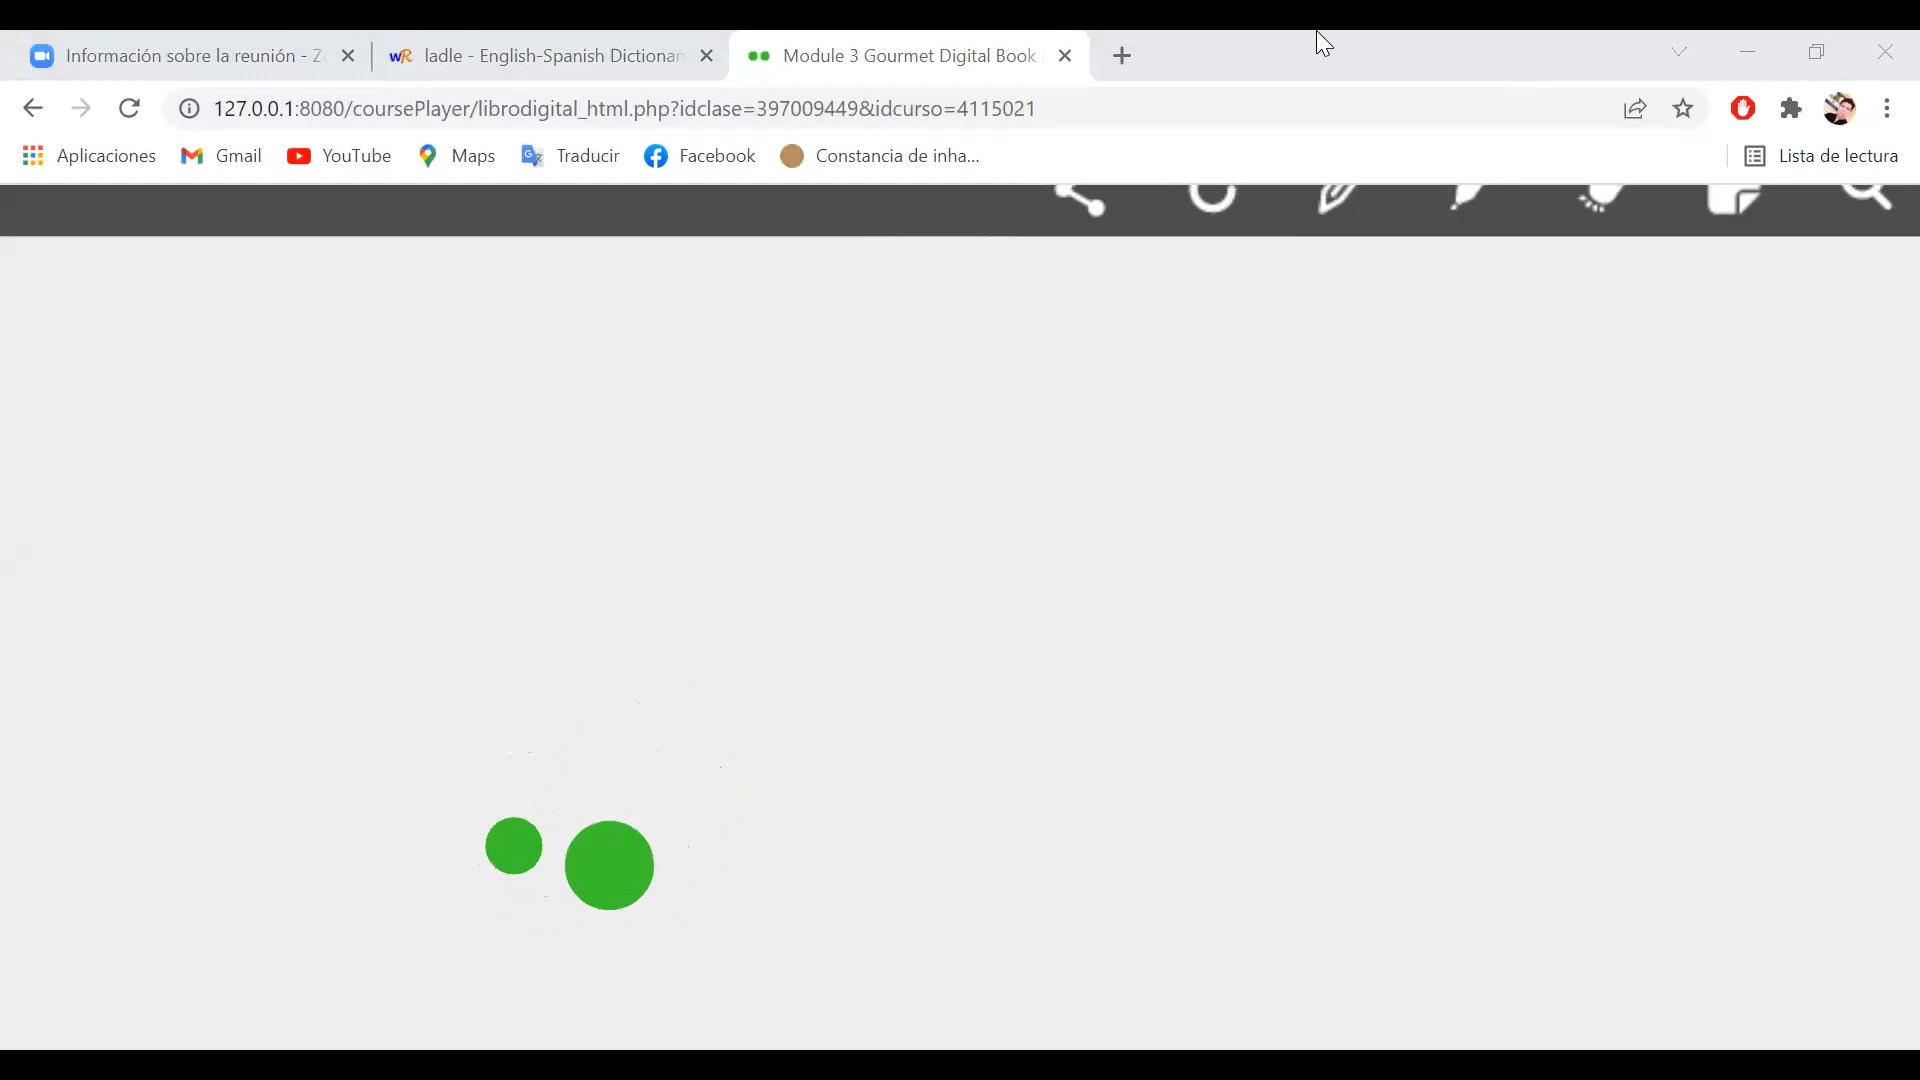 Información sobre la reunión - Z
wR ladle - English-Spanish Dictionar
Module 3 Gourmet Digital Book
127.0.0.1:8080/coursePlayer/librodigital_html.php?idclase=397009449&idcurso=4115021
Aplicaciones
Gmail
YouTube
Maps
Traducir
Facebook
Constancia de inha...
Lista de lectura